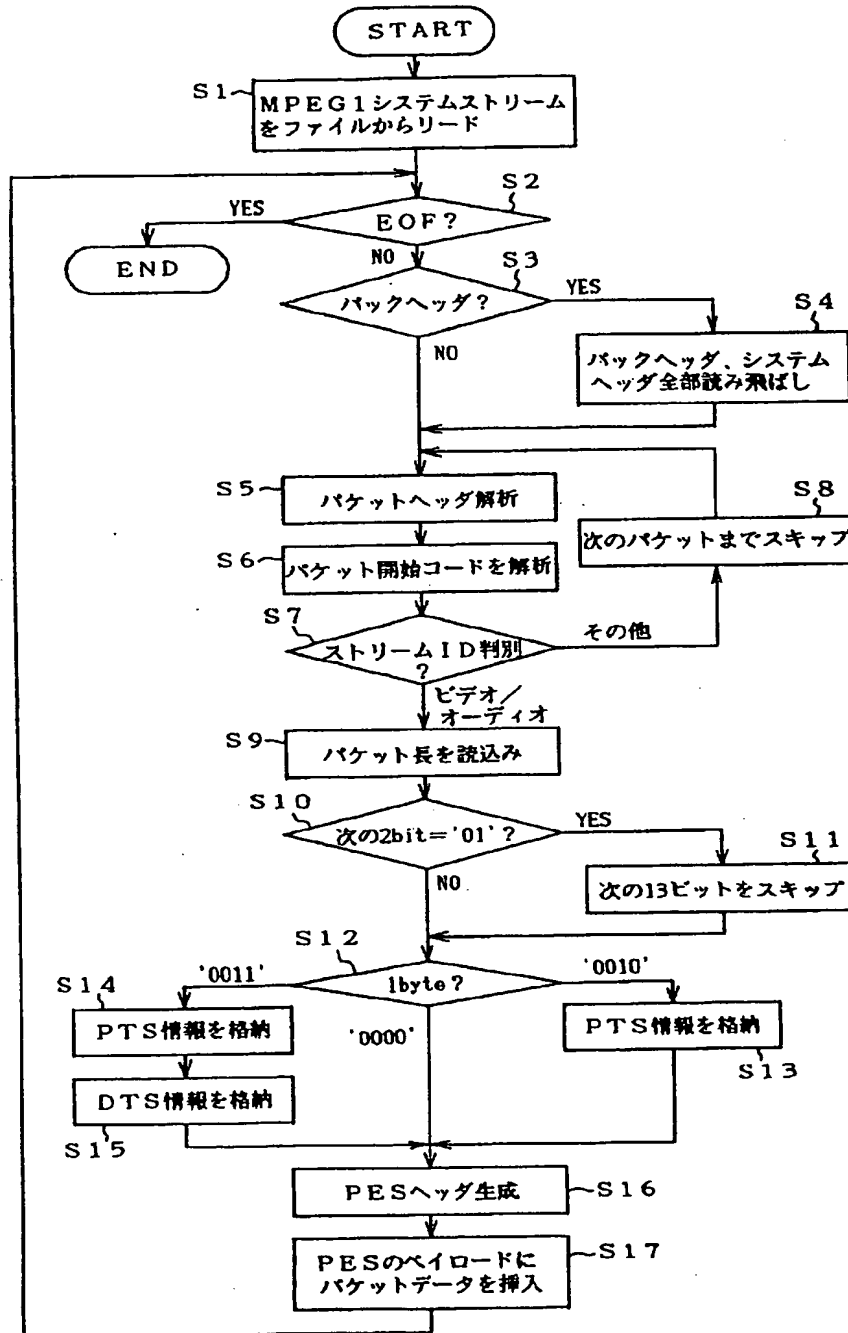 START
S1
MPEG1システムストリーム
をファイルからリード
S2
YES
EOF?
END
NO
S3
パックヘッダ?
YES
S4
NO
パックヘッダ、システム
ヘッダ全部読み飛ばし
S5
パケットヘッダ解析
S8
次のパケットまでスキップ
S6
パケット開始コードを解析
S7
ストリームID判別
?
その他
ビデオ/
オーディオ
S9
パケット長を読込み
S10
次の2bit='01'?
YES
S11
次の13ビットをスキップ
NO
S12
'0011'
1byte?
'0010'
S14
PTS情報を格納
'0000'
PTS情報を格納
S13
DTS情報を格納
S15
PESヘッダ生成
S16
PESのペイロードに
パケットデータを挿入
S17